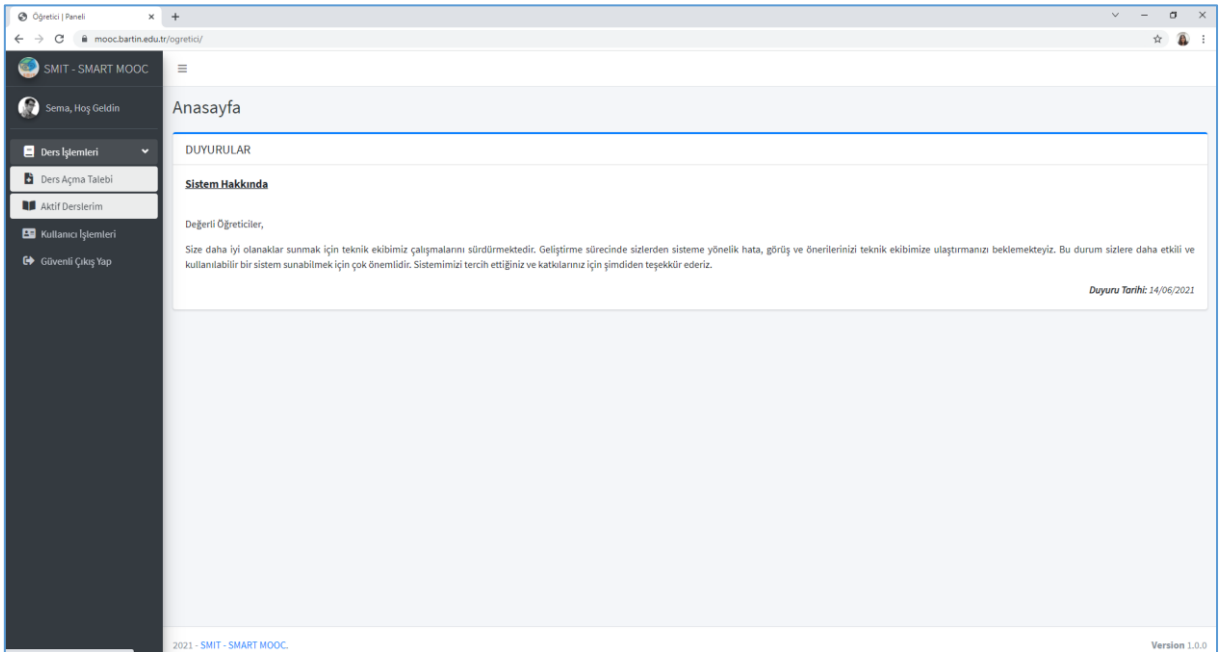 Öğretici | Paneli
mooc.bartin.edu.tr/ogretici/
SMIT - SMART MOOC
Sema, Hoş Geldin
Ders İşlemleri
Ders Açma Talebi
Aktif Derslerim
Kullanıcı İşlemleri
Güvenli Çıkış Yap
Anasayfa
DUYURULAR
Sistem Hakkında
Değerli Öğreticiler,
Size daha iyi olanaklar sunmak için teknik ekibimiz çalışmalarını sürdürmektedir. Geliştirme sürecinde sizlerden sisteme yönelik hata, görüş ve önerilerinizi teknik ekibimize ulaştırmanızı beklemekteyiz. Bu durum sizlere daha etkili ve
kullanılabilir bir sistem sunabilmek için çok önemlidir. Sistemimizi tercih ettiğiniz ve katkılarınız için şimdiden teşekkür ederiz.
Duyuru Tarihi: 14/06/2021
2021 - SMIT - SMART MOOC.
Version 1.0.0